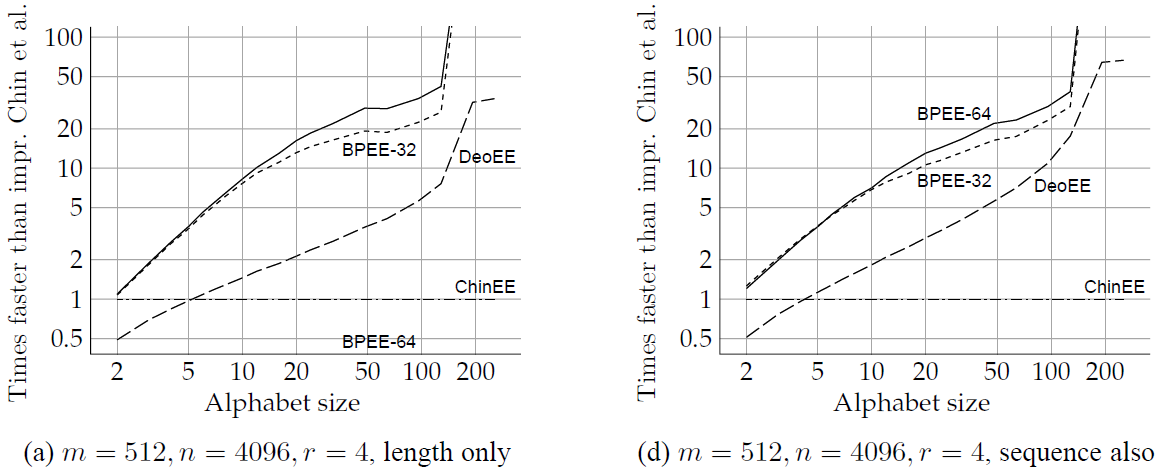 Times faster than impr. Chin et al.
100
50
20
10
5
2
1
0.5
BPEE-32
DeoEE
ChinEE
BPEE-64
2 5 10 20 50 100 200
Alphabet size
(a) m = 512, n = 4096, r = 4, length only
Times faster than impr. Chin et al.
100
50
20
10
5
2
1
0.5
BPEE-64
BPEE-32
DeoEE
ChinEE
2 5 10 20 50 100 200
Alphabet size
(d) m = 512, n = 4096, r = 4, sequence also